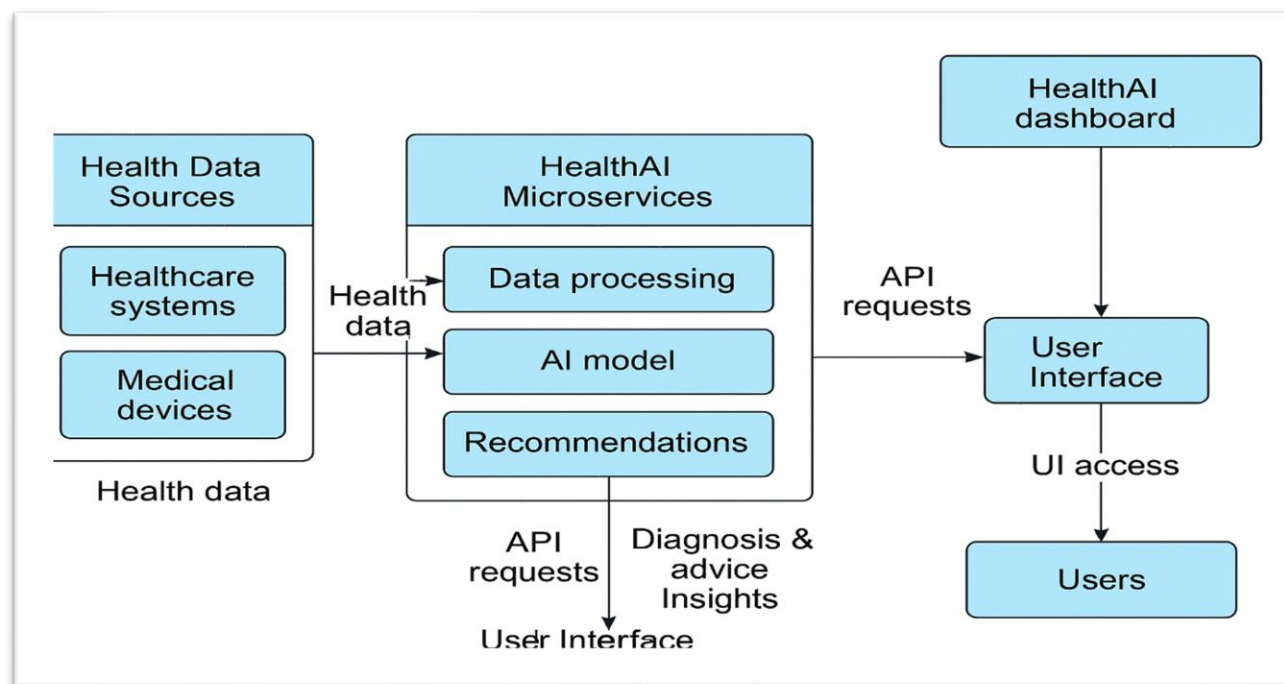 Health Data
Sources
Healthcare
systems
Medical
devices
Health data
Health
data
HealthAI
Microservices
Data processing
AI model
Recommendations
API
requests
Diagnosis &
advice
Insights
User Interface
API
requests
HealthAI
dashboard
User
Interface
UI access
Users